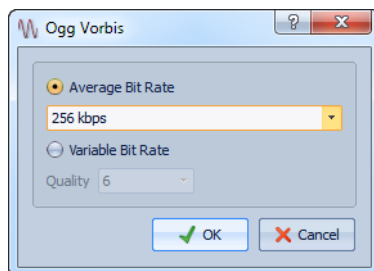 Ogg Vorbis
Average Bit Rate
256 kbps
Variable Bit Rate
Quality 6
OK Cancel